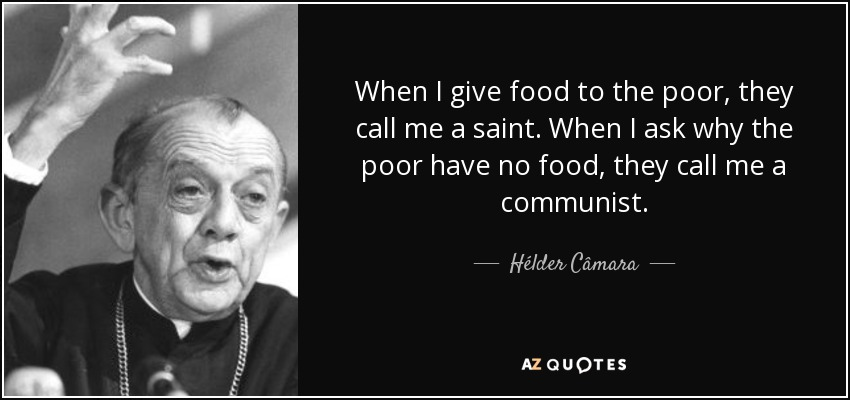 When I give food to the poor, they
call me a saint. When I ask why the
poor have no food, they call me a
communist.
Hélder Câmara
AZ QUOTES